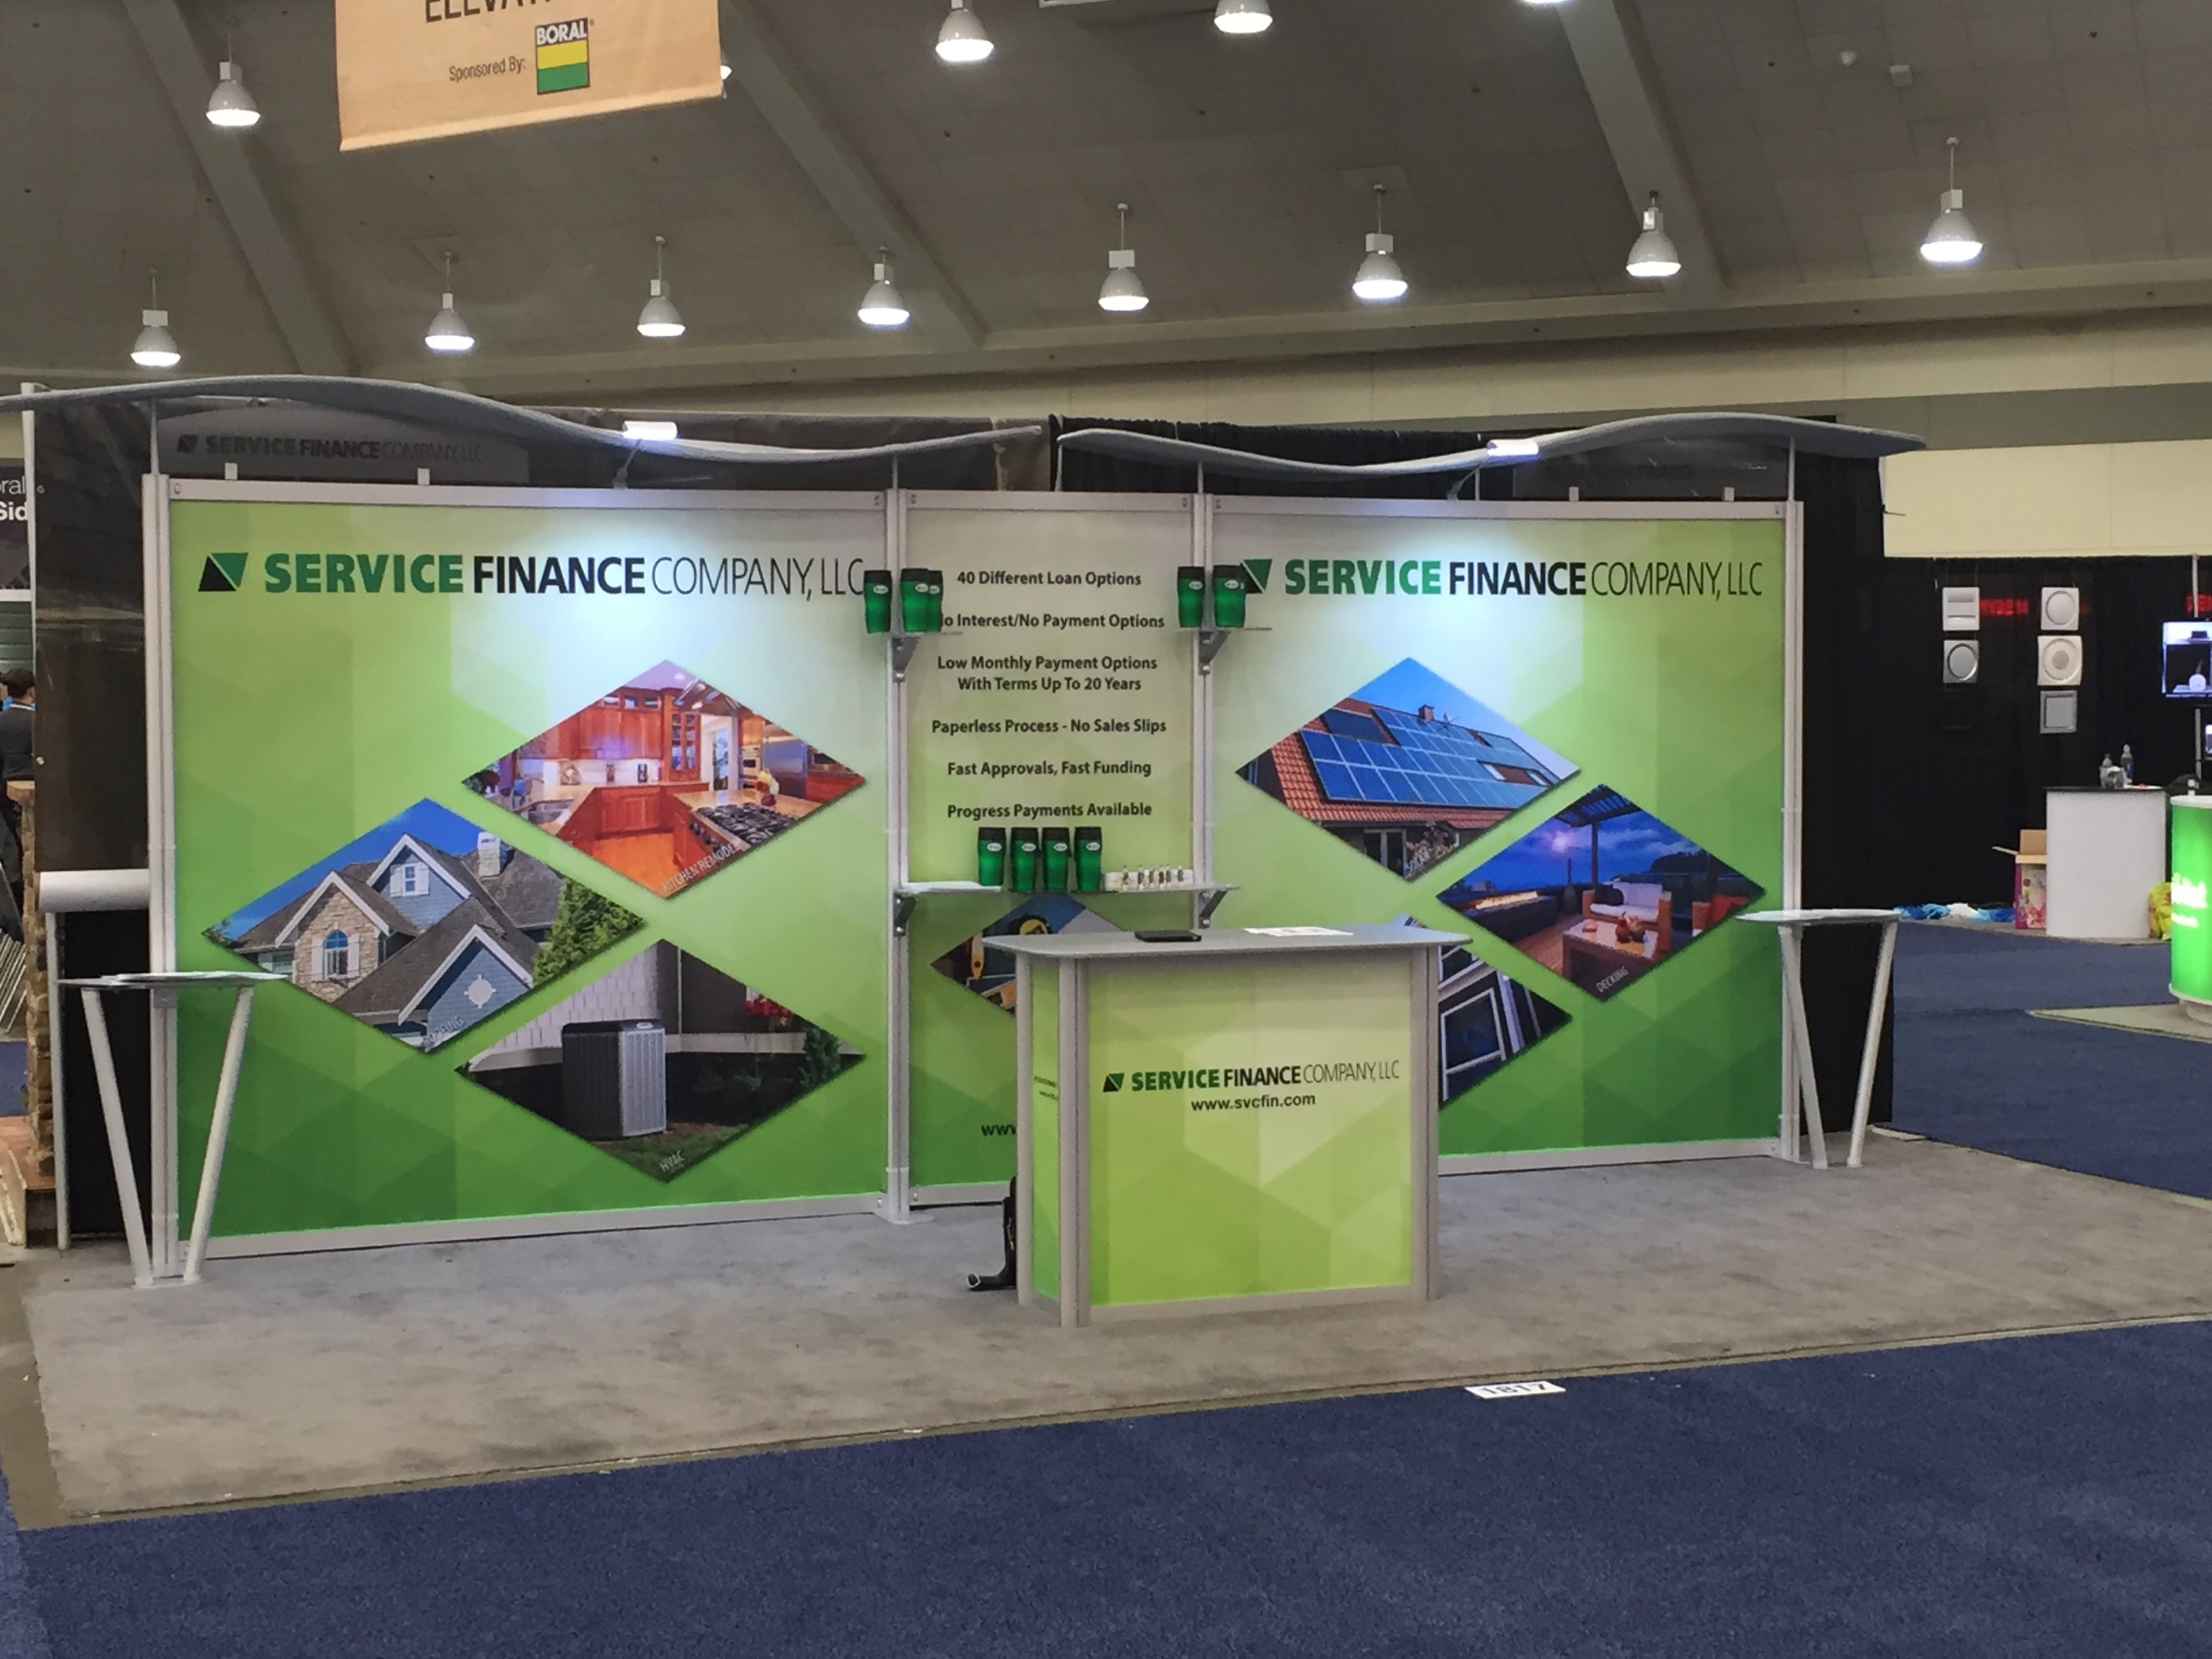 Sponsored By:
BORAL
SERVICE FINANCE COMPANY, LLC
Sid
SERVICE FINANCE COMPANY, LLC
40 Different Loan Options
Interest/No Payment Options
Low Monthly Payment Options
With Terms Up To 20 Years
Paperless Process - No Sales Slips
Fast Approvals, Fast Funding
Progress Payments Available
SERVICE FINANCE COMPANY, LLC
KITCHEN REMODEL
HVAC
SOLAR
DECKING
www.
SERVICE FINANCE COMPANY, LLC
www.svcfin.com
1817